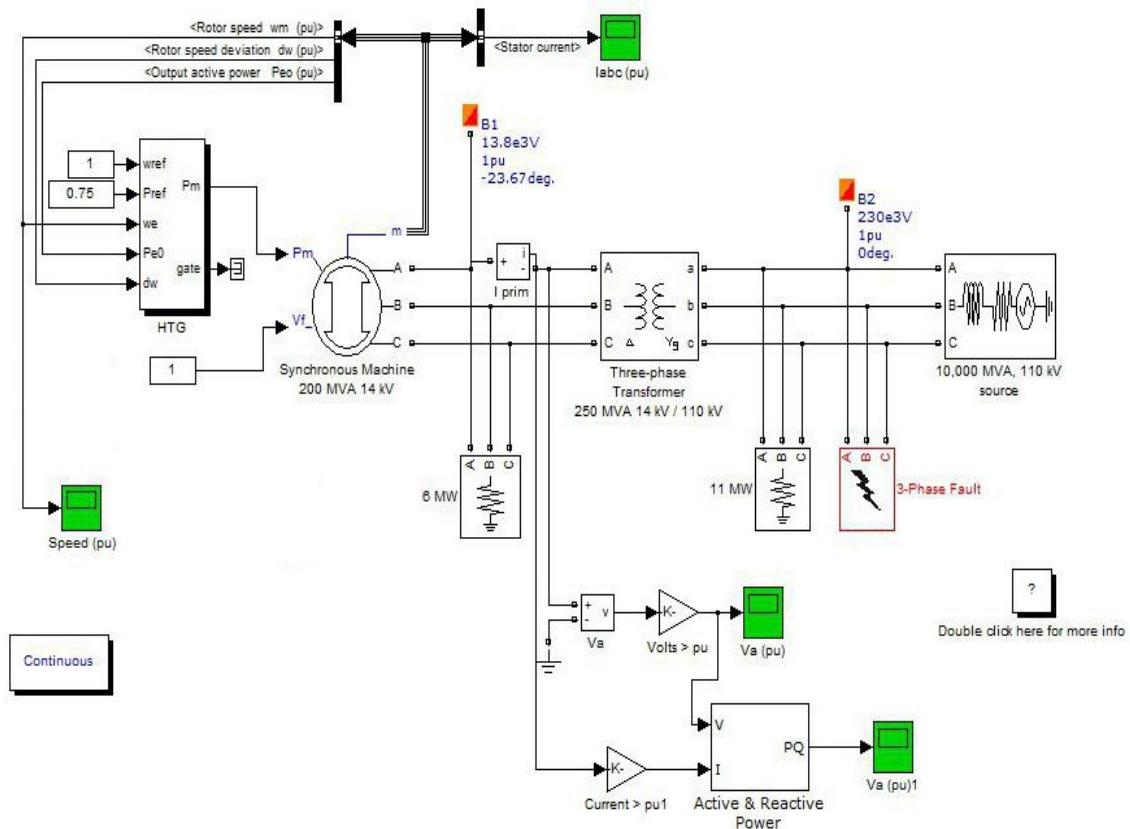 <Rotor speed wm (pu)>
<Rotor speed deviation dw (pu)>
<Output active power Peo (pu)>
<Stator current>
Iabc (pu)
B1
13.8e3V
1pu
-23.67deg.
B2
230e3V
1pu
0deg.
1
0.75
wref
Pref
we
Pe0
dw
Pm
gate
HTG
1
Pm
Vf_
m
A
B
C
Synchronous Machine
200 MVA 14 kV
+
i
-
I prim
A
B
C
a
b
c
Δ
Yg
Three-phase
Transformer
250 MVA 14 kV / 110 kV
A
B
C
10,000 MVA, 110 kV
source
A
B
C
6 MW
A
B
C
11 MW
A
B
C
3-Phase Fault
Speed (pu)
Continuous
+
-
v
Va
K-
Volts > pu
Va (pu)
?
Double click here for more info
K-
Current > pu1
V
I
PQ
Active & Reactive
Power
Va (pu)1